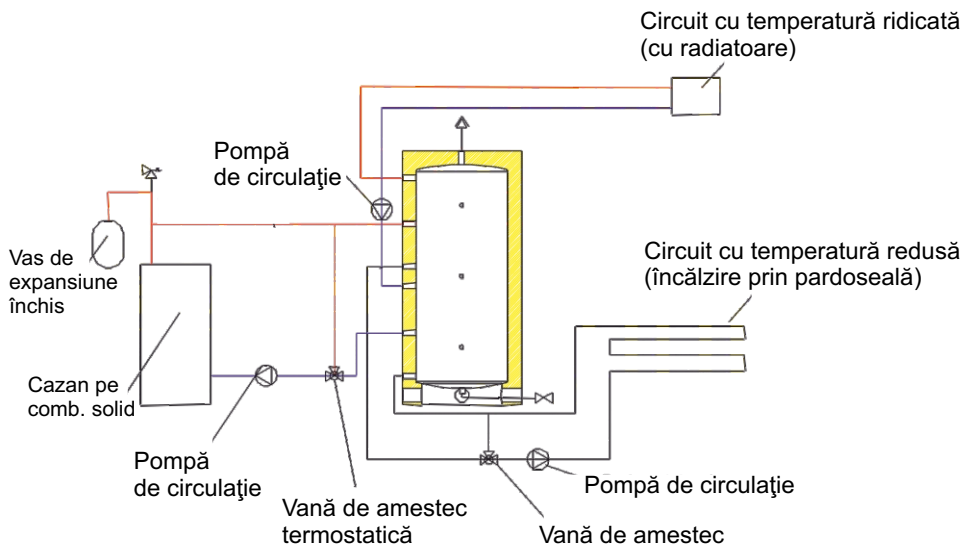 Circuit cu temperatură ridicată
(cu radiatoare)
Pompă
de circulaţie
Vas de
expansiune
închis
Circuit cu temperatură redusă
(încălzire prin pardoseală)
Cazan pe
comb. solid
Pompă
de circulaţie
Vană de amestec
termostatică
Pompă de circulaţie
Vană de amestec